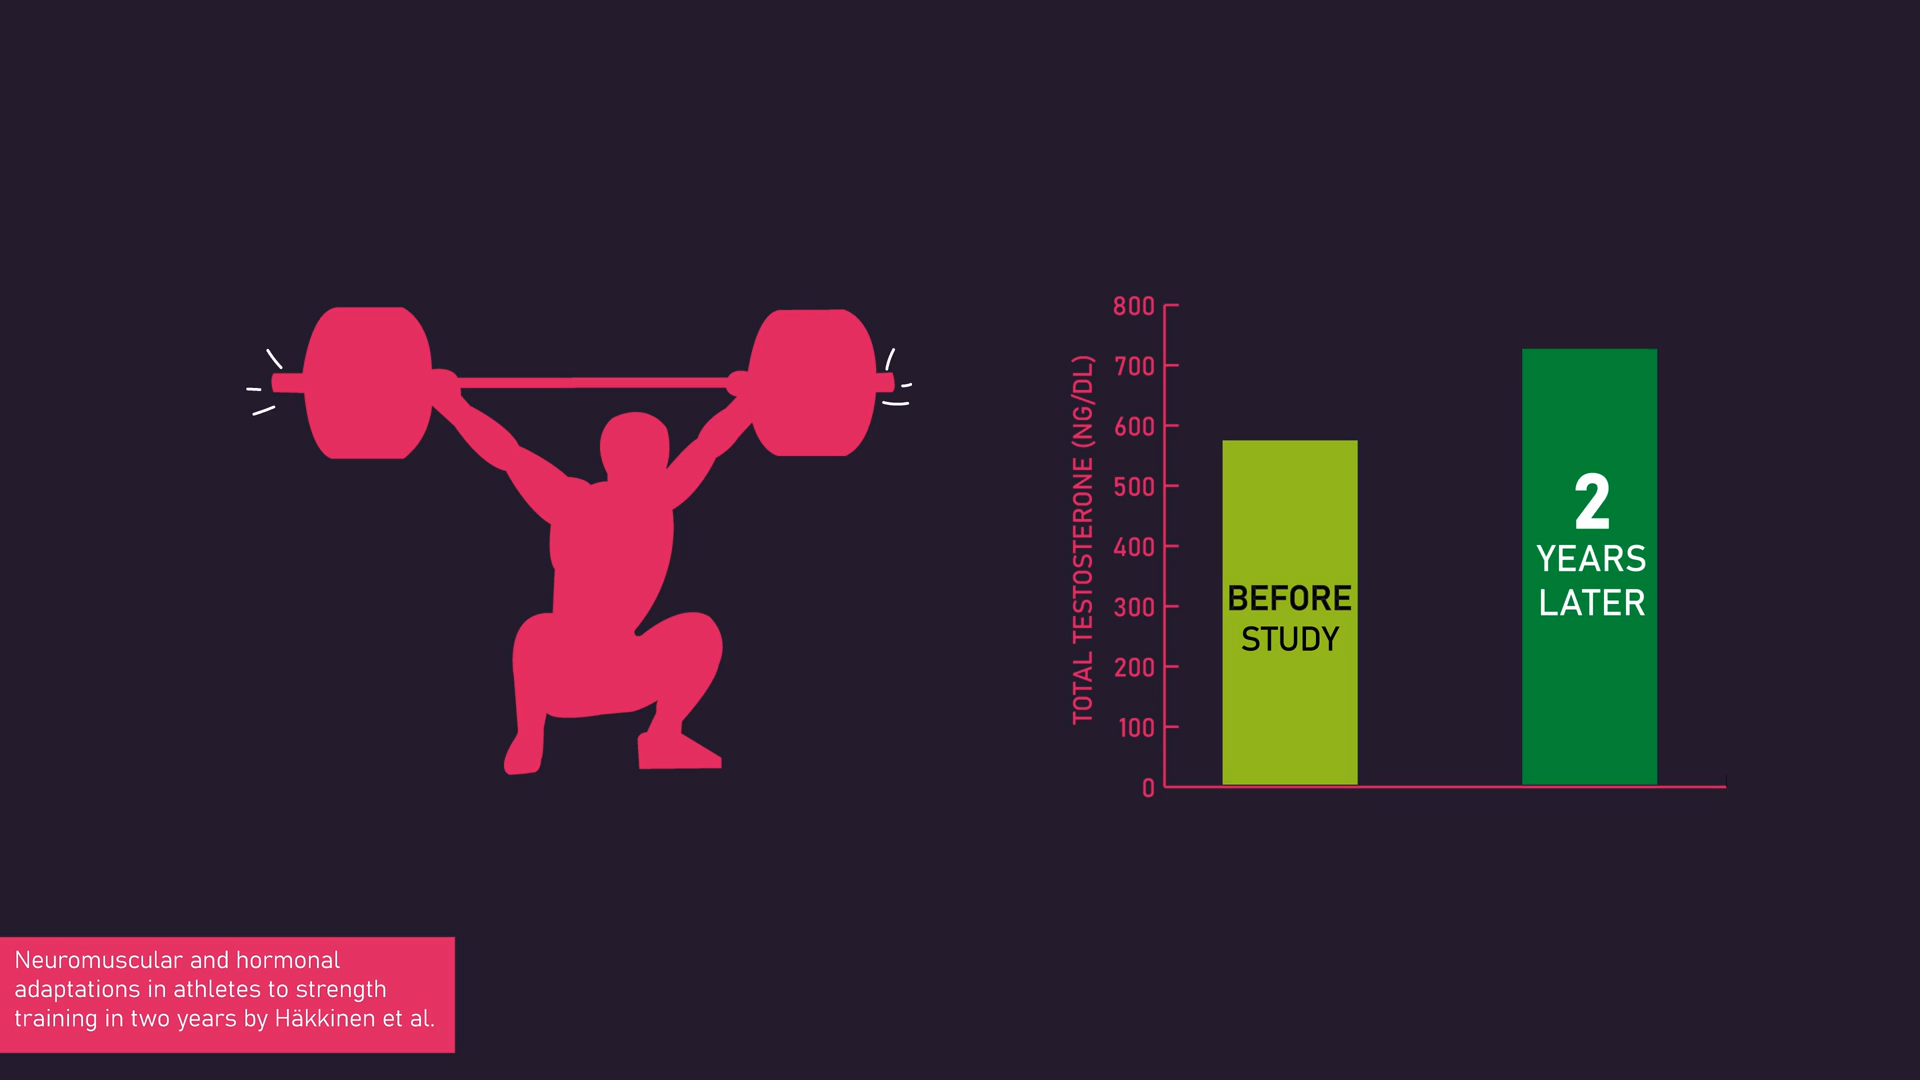 800
700
600
500
400
300
200
100
0
TOTAL TESTOSTERONE (NG/DL)
BEFORE
STUDY
2
YEARS
LATER
Neuromuscular and hormonal
adaptations in athletes to strength
training in two years by Häkkinen et al.